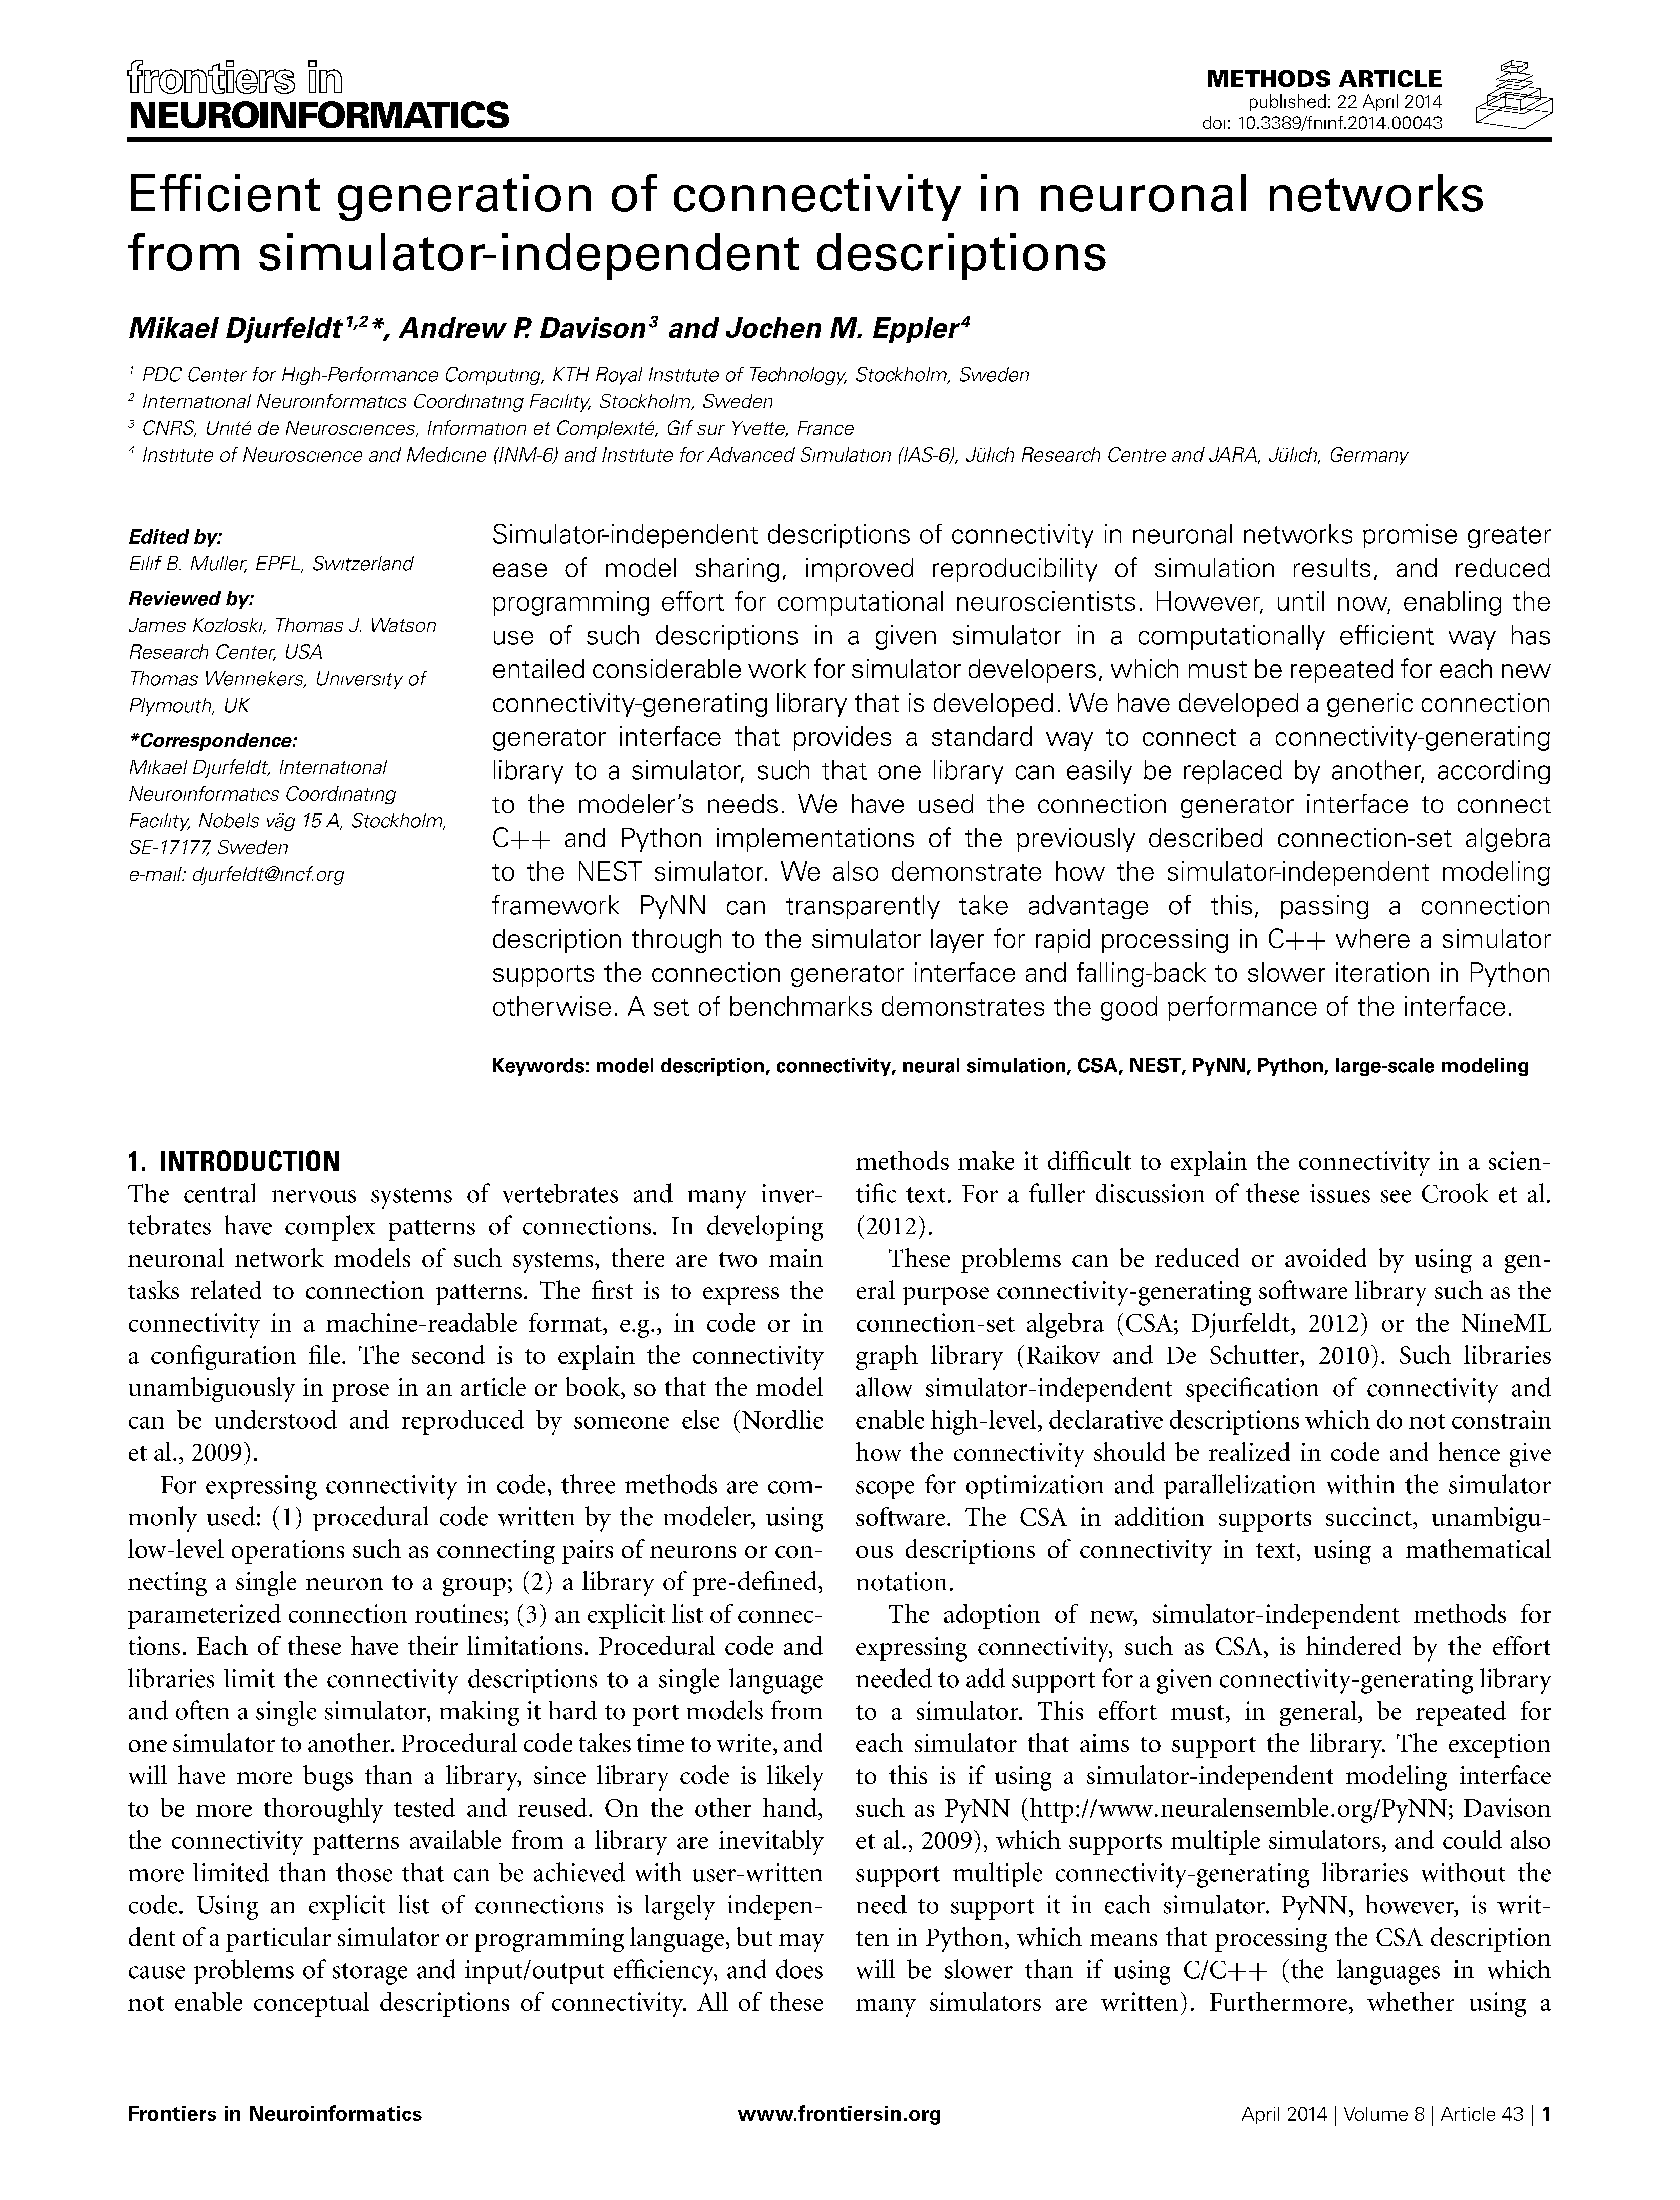 frontiers in
NEUROINFORMATICS
METHODS ARTICLE
published: 22 April 2014
doi: 10.3389/fninf.2014.00043
Efficient generation of connectivity in neuronal networks
from simulator-independent descriptions
Mikael Djurfeldt1,2*, Andrew P. Davison3 and Jochen M. Eppler4
1 PDC Center for High-Performance Computing, KTH Royal Institute of Technology, Stockholm, Sweden
2 International Neuroinformatics Coordinating Facility, Stockholm, Sweden
3 CNRS, Unité de Neurosciences, Information et Complexité, Gif sur Yvette, France
4 Institute of Neuroscience and Medicine (INM-6) and Institute for Advanced Simulation (IAS-6), Jülich Research Centre and JARA, Jülich, Germany
Edited by:
Eilif B. Muller, EPFL, Switzerland
Reviewed by:
James Kozloski, Thomas J. Watson
Research Center, USA
Thomas Wennekers, University of
Plymouth, UK
*Correspondence:
Mikael Djurfeldt, International
Neuroinformatics Coordinating
Facility, Nobels väg 15 A, Stockholm,
SE-17177, Sweden
e-mail: djurfeldt@incf.org
Simulator-independent descriptions of connectivity in neuronal networks promise greater
ease of model sharing, improved reproducibility of simulation results, and reduced
programming effort for computational neuroscientists. However, until now, enabling the
use of such descriptions in a given simulator in a computationally efficient way has
entailed considerable work for simulator developers, which must be repeated for each new
connectivity-generating library that is developed. We have developed a generic connection
generator interface that provides a standard way to connect a connectivity-generating
library to a simulator, such that one library can easily be replaced by another, according
to the modeler's needs. We have used the connection generator interface to connect
C++ and Python implementations of the previously described connection-set algebra
to the NEST simulator. We also demonstrate how the simulator-independent modeling
framework PyNN can transparently take advantage of this, passing a connection
description through to the simulator layer for rapid processing in C++ where a simulator
supports the connection generator interface and falling-back to slower iteration in Python
otherwise. A set of benchmarks demonstrates the good performance of the interface.
Keywords: model description, connectivity, neural simulation, CSA, NEST, PyNN, Python, large-scale modeling
1. INTRODUCTION
The central nervous systems of vertebrates and many inver-
tebrates have complex patterns of connections. In developing
neuronal network models of such systems, there are two main
tasks related to connection patterns. The first is to express the
connectivity in a machine-readable format, e.g., in code or in
a configuration file. The second is to explain the connectivity
unambiguously in prose in an article or book, so that the model
can be understood and reproduced by someone else (Nordlie
et al., 2009).
For expressing connectivity in code, three methods are com-
monly used: (1) procedural code written by the modeler, using
low-level operations such as connecting pairs of neurons or con-
necting a single neuron to a group; (2) a library of pre-defined,
parameterized connection routines; (3) an explicit list of connec-
tions. Each of these have their limitations. Procedural code and
libraries limit the connectivity descriptions to a single language
and often a single simulator, making it hard to port models from
one simulator to another. Procedural code takes time to write, and
will have more bugs than a library, since library code is likely
to be more thoroughly tested and reused. On the other hand,
the connectivity patterns available from a library are inevitably
more limited than those that can be achieved with user-written
code. Using an explicit list of connections is largely indepen-
dent of a particular simulator or programming language, but may
cause problems of storage and input/output efficiency, and does
not enable conceptual descriptions of connectivity. All of these
methods make it difficult to explain the connectivity in a scien-
tific text. For a fuller discussion of these issues see Crook et al.
(2012).
These problems can be reduced or avoided by using a gen-
eral purpose connectivity-generating software library such as the
connection-set algebra (CSA; Djurfeldt, 2012) or the NineML
graph library (Raikov and De Schutter, 2010). Such libraries
allow simulator-independent specification of connectivity and
enable high-level, declarative descriptions which do not constrain
how the connectivity should be realized in code and hence give
scope for optimization and parallelization within the simulator
software. The CSA in addition supports succinct, unambigu-
ous descriptions of connectivity in text, using a mathematical
notation.
The adoption of new, simulator-independent methods for
expressing connectivity, such as CSA, is hindered by the effort
needed to add support for a given connectivity-generating library
to a simulator. This effort must, in general, be repeated for
each simulator that aims to support the library. The exception
to this is if using a simulator-independent modeling interface
such as PyNN (http://www.neuralensemble.org/PyNN; Davison
et al., 2009), which supports multiple simulators, and could also
support multiple connectivity-generating libraries without the
need to support it in each simulator. PyNN, however, is writ-
ten in Python, which means that processing the CSA description
will be slower than if using C/C++ (the languages in which
many simulators are written). Furthermore, whether using a
Frontiers in Neuroinformatics
www.frontiersin.org
April 2014 | Volume 8 | Article 43 | 1